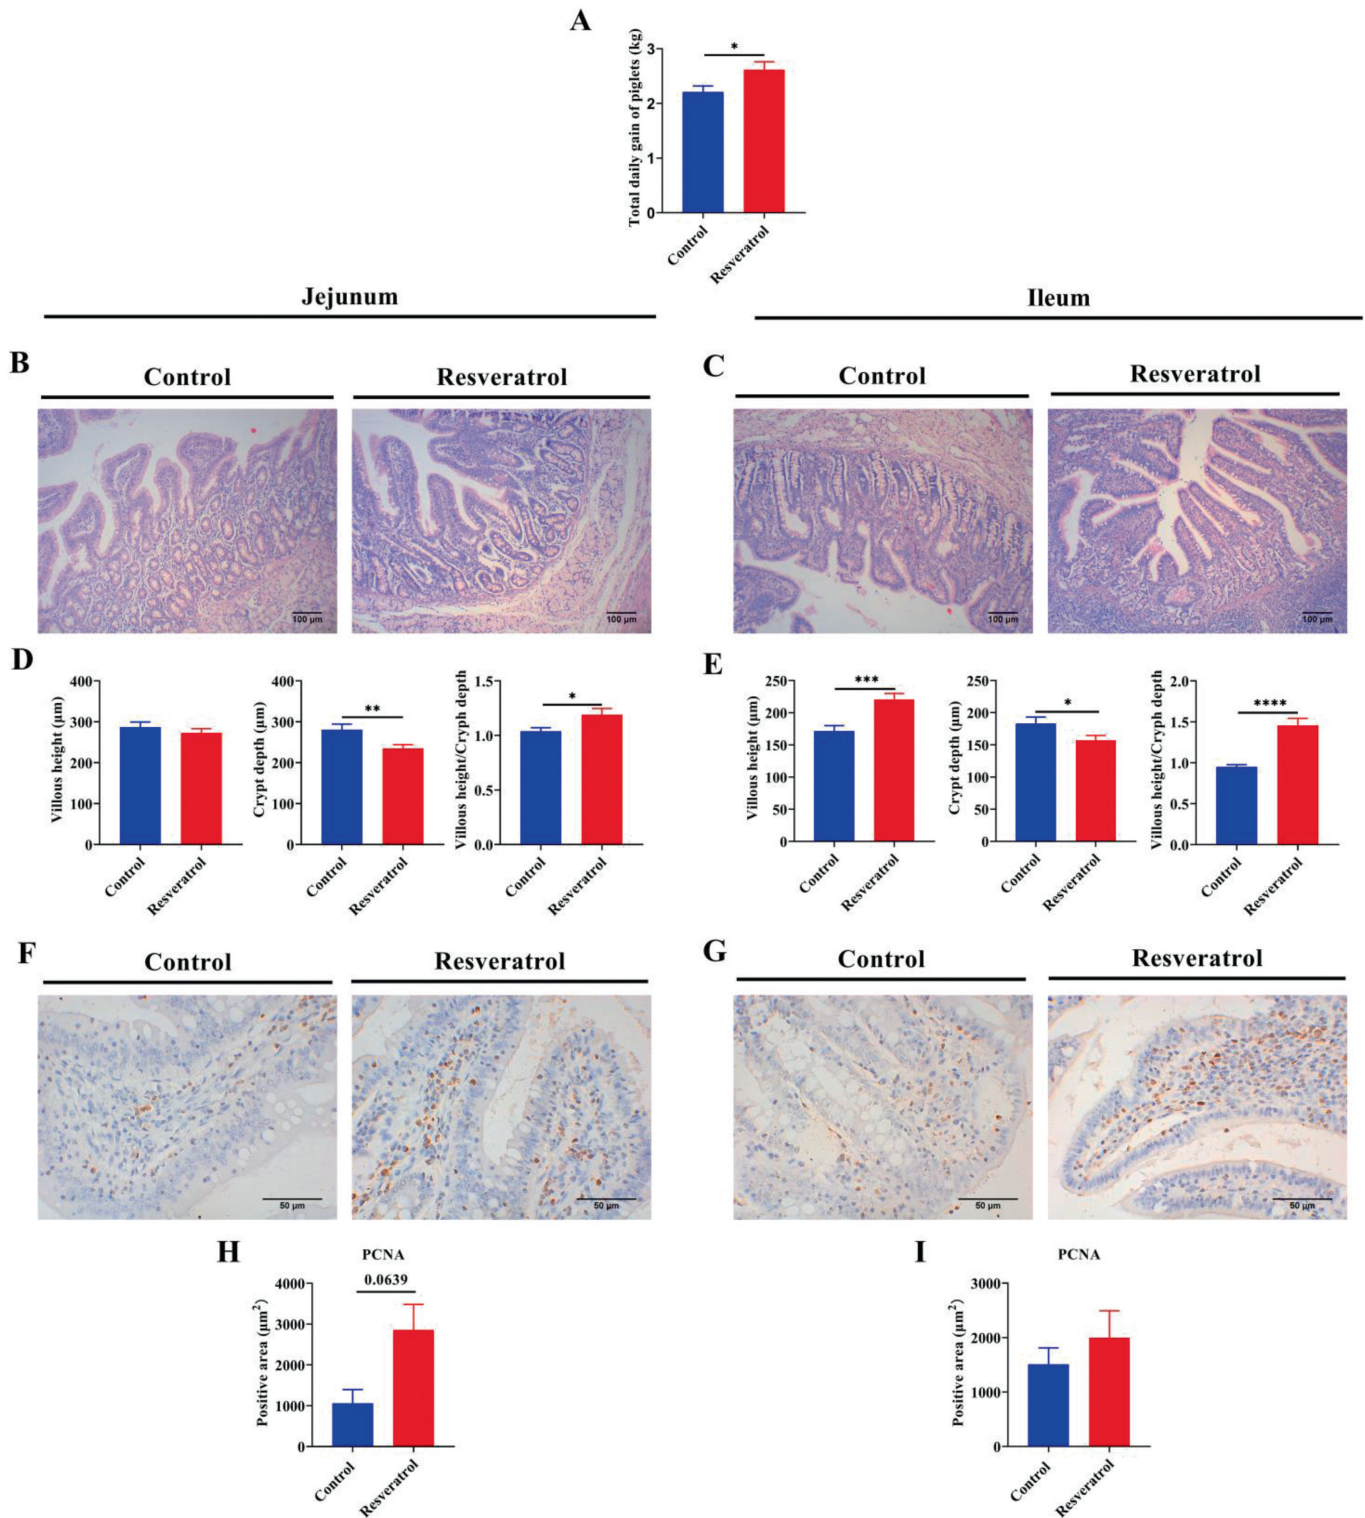 A
Total daily gain of piglets (kg)
3
2
1
0
*
Control
Resveratrol
Jejunum
Ileum
B
Control
Resveratrol
100 μm
100 μm
C
Control
Resveratrol
100 μm
100 μm
D
Villous height (μm)
400
300
200
100
0
Control
Resveratrol
Crypt depth (μm)
400
300
200
100
0
**
Control
Resveratrol
Villous height/Cryph depth
1.5
1.0
0.5
0.0
*
Control
Resveratrol
E
Villous height (μm)
250
200
150
100
50
0
***
Control
Resveratrol
Crypt depth (μm)
250
200
150
100
50
0
*
Control
Resveratrol
Villous height/Cryph depth
2.0
1.5
1.0
0.5
0.0
****
Control
Resveratrol
F
Control
Resveratrol
50 μm
50 μm
G
Control
Resveratrol
50 μm
50 μm
H
PCNA
Positive area (μm²)
4000
3000
2000
1000
0
0.0639
Control
Resveratrol
I
PCNA
Positive area (μm²)
3000
2000
1000
0
Control
Resveratrol